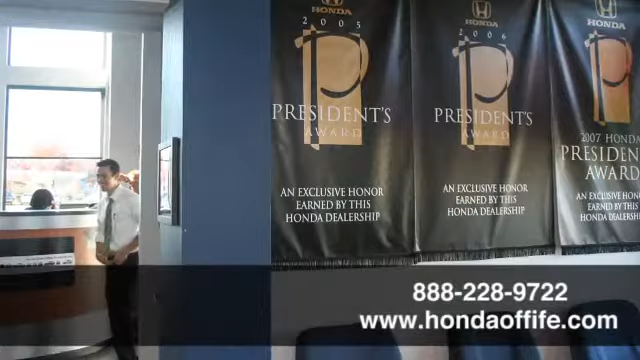 HONDA
2005
PRESIDENT'S
AWARD
AN EXCLUSIVE HONOR
EARNED BY THIS
HONDA DEALERSHIP
HONDA
2006
PRESIDENT'S
AWARD
AN EXCLUSIVE HONOR
EARNED BY THIS
HONDA DEALERSHIP
HONDA
2007 HONDA
PRESIDEN
AWARD
AN EXCLUSIVE HON
EARNED BY THIS
HONDA DEALERSH
888-228-9722
www.hondaoffife.com